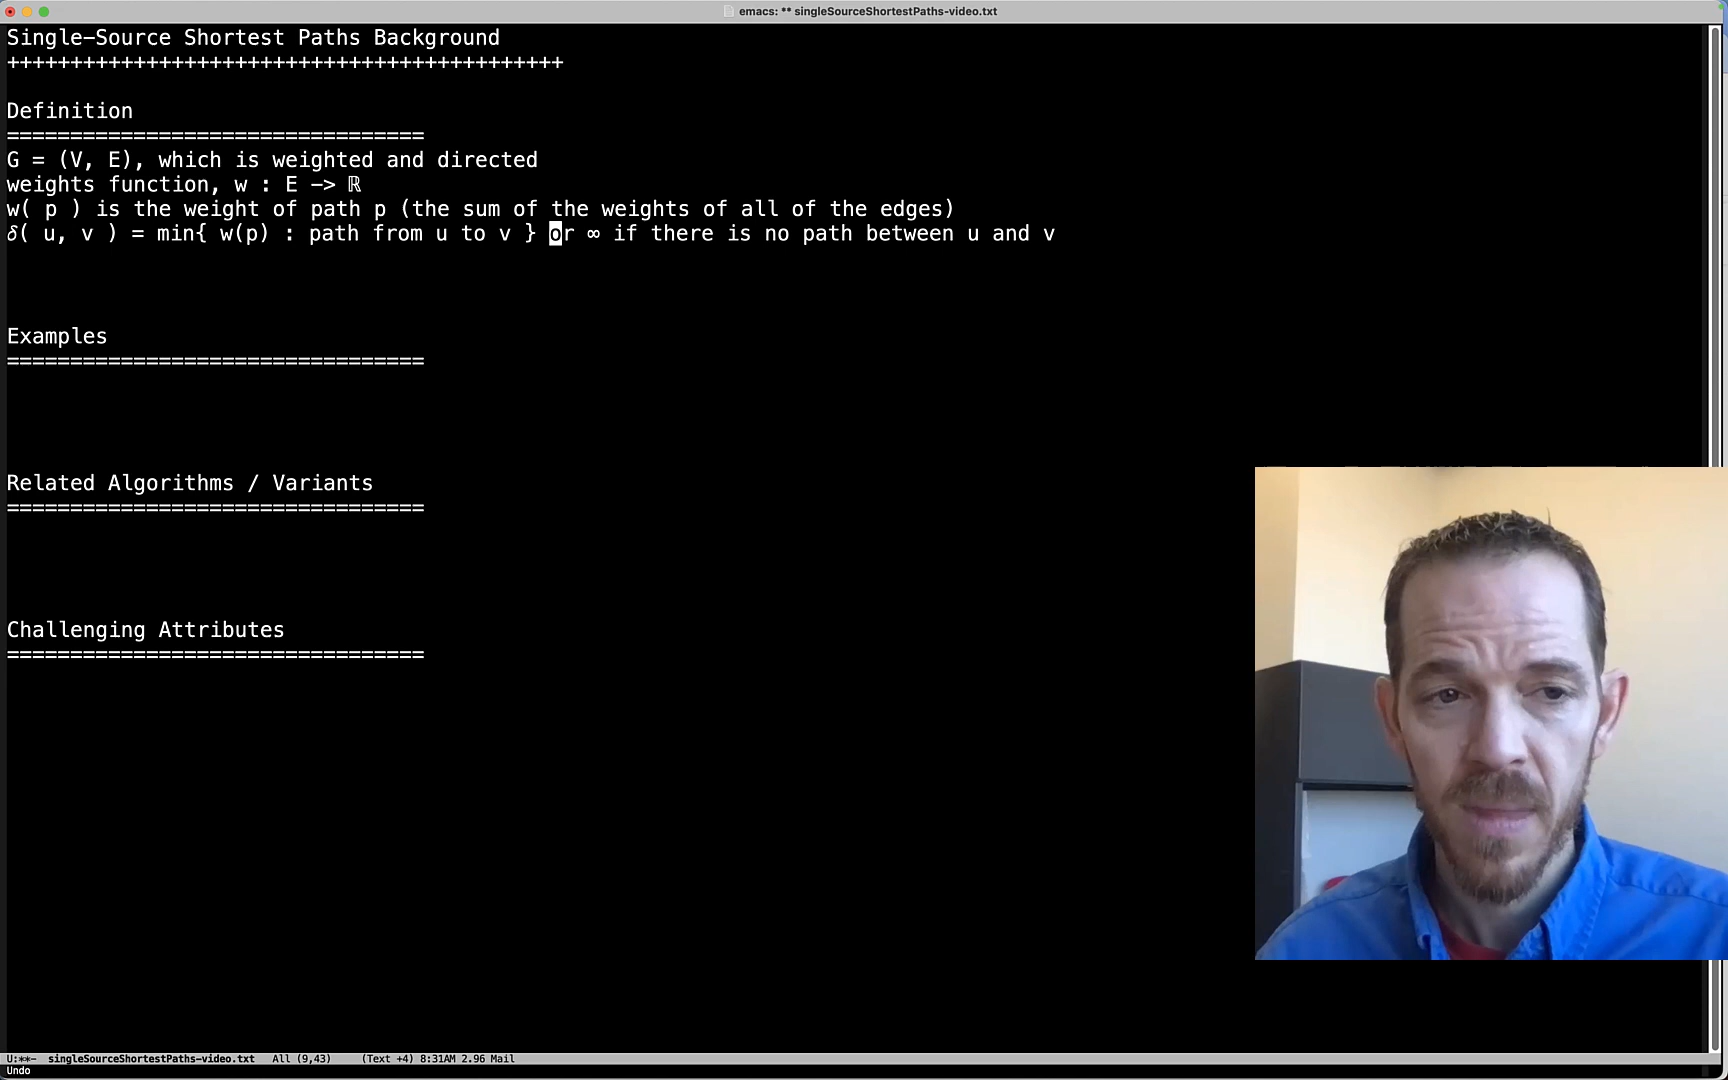 emacs: ** singleSourceShortestPaths-video.txt
Single-Source Shortest Paths Background
++++++++++++++++++++++++++++++++++++++++++++
Definition
=================================
G = (V, E), which is weighted and directed
weights function, w : E -> ℝ
w( p ) is the weight of path p (the sum of the weights of all of the edges)
δ( u, v ) = min{ w(p) : path from u to v } or ∞ if there is no path between u and v
Examples
=================================
Related Algorithms / Variants
=================================
Challenging Attributes
=================================
U:**- singleSourceShortestPaths-video.txt All (9,43) (Text +4) 8:31AM 2.96 Mail
Undo